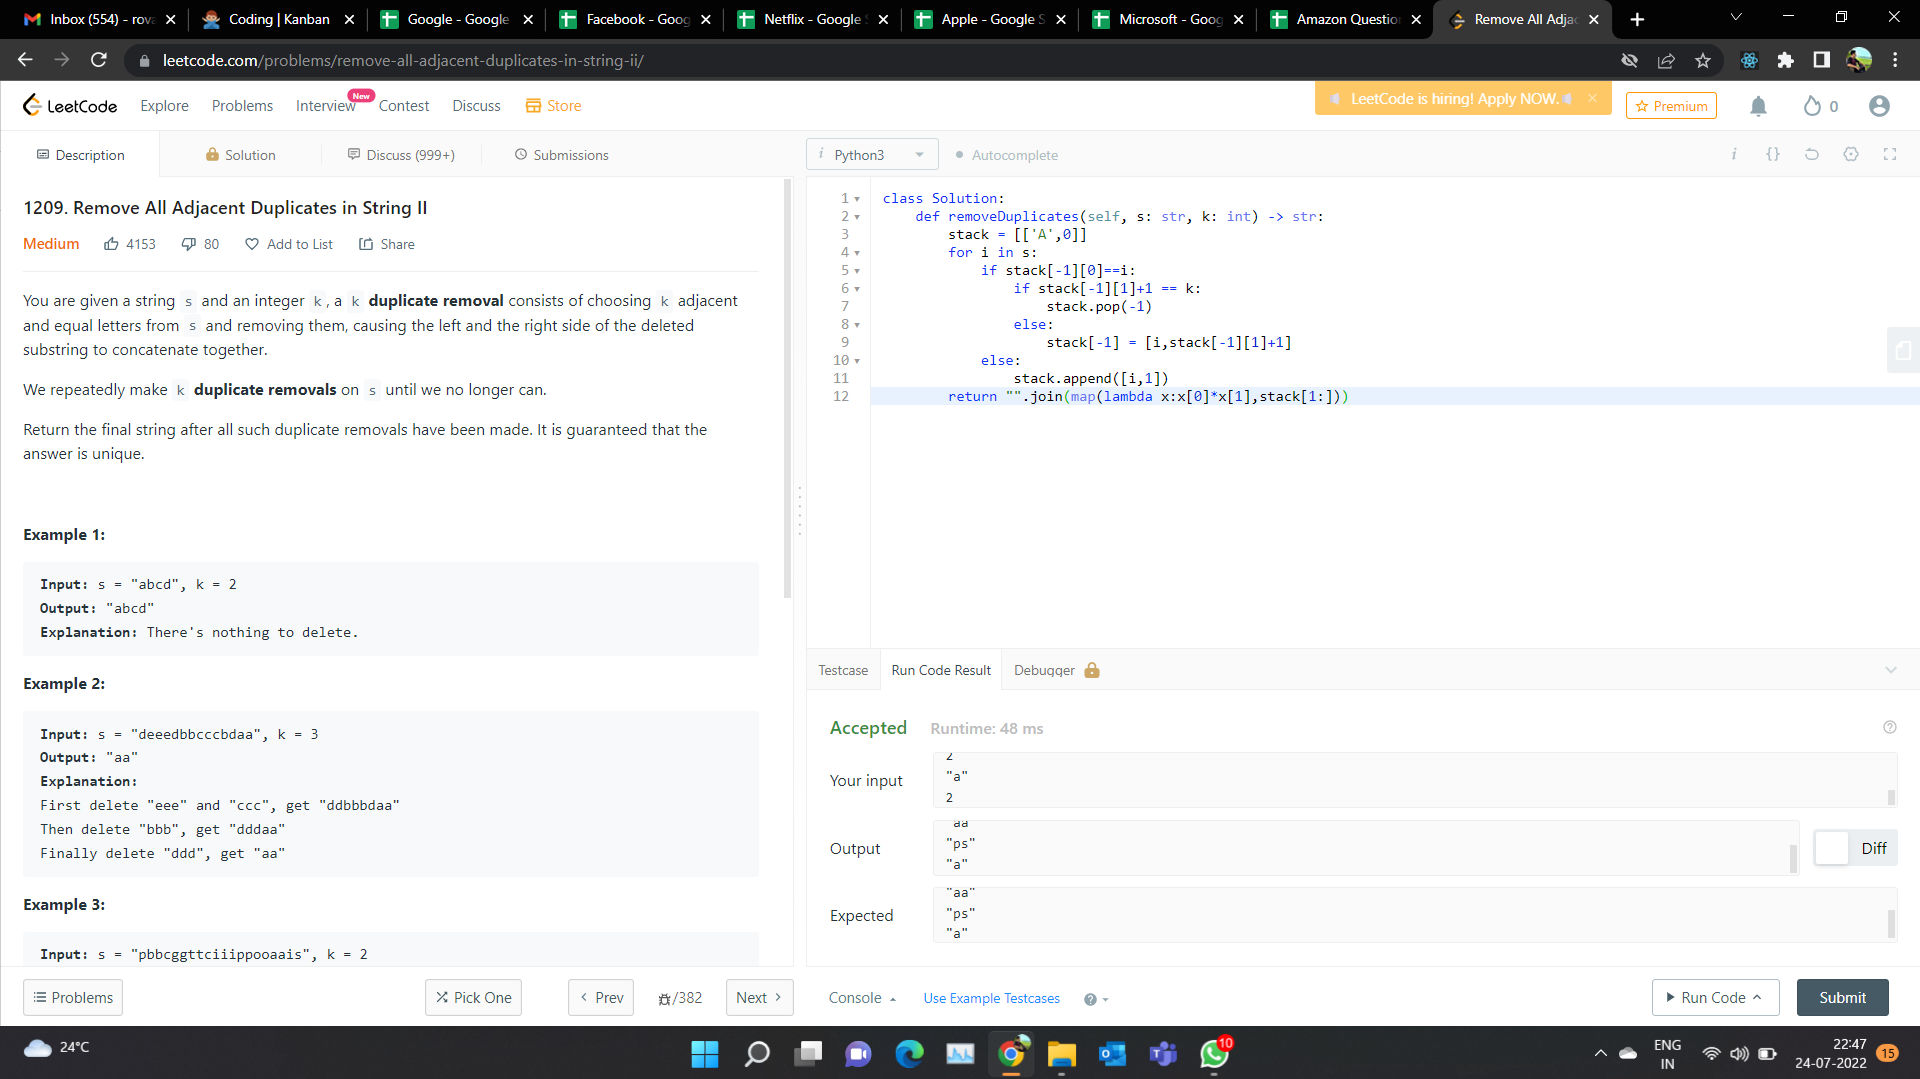 Inbox (554) - rova
Coding | Kanban
Google - Google
Facebook - Goog
Netflix - Google S
Apple - Google S
Microsoft - Goog
Amazon Question
Remove All Adjac
leetcode.com/problems/remove-all-adjacent-duplicates-in-string-ii/
LeetCode
Explore
Problems
Interview
New
Contest
Discuss
Store
LeetCode is hiring! Apply NOW.
Premium
0
Description
Solution
Discuss (999+)
Submissions
i Python3
Autocomplete
i {}
1209. Remove All Adjacent Duplicates in String II
Medium 4153 80 Add to List Share
You are given a string s and an integer k, a k duplicate removal consists of choosing k adjacent
and equal letters from s and removing them, causing the left and the right side of the deleted
substring to concatenate together.
We repeatedly make k duplicate removals on s until we no longer can.
Return the final string after all such duplicate removals have been made. It is guaranteed that the
answer is unique.
Example 1:
Input: s = "abcd", k = 2
Output: "abcd"
Explanation: There's nothing to delete.
Example 2:
Input: s = "deeedbbcccbdaa", k = 3
Output: "aa"
Explanation:
First delete "eee" and "ccc", get "ddbbbdaa"
Then delete "bbb", get "dddaa"
Finally delete "ddd", get "aa"
Example 3:
Input: s = "pbbcggttciiippooaais", k = 2
1 class Solution:
2 def removeDuplicates(self, s: str, k: int) -> str:
3 stack = [['A',0]]
4 for i in s:
5 if stack[-1][0]==i:
6 if stack[-1][1]+1 == k:
7 stack.pop(-1)
8 else:
9 stack[-1] = [i,stack[-1][1]+1]
10 else:
11 stack.append([i,1])
12 return "".join(map(lambda x:x[0]*x[1],stack[1:]))
Testcase
Run Code Result
Debugger
Accepted Runtime: 48 ms
Your input
2
"a"
2
Output
"aa"
"ps"
"a"
Diff
Expected
"aa"
"ps"
"a"
Problems
Pick One
Prev
/382
Next
Console
Use Example Testcases
Run Code
Submit
24°C
10
ENG
IN
22:47
24-07-2022
15